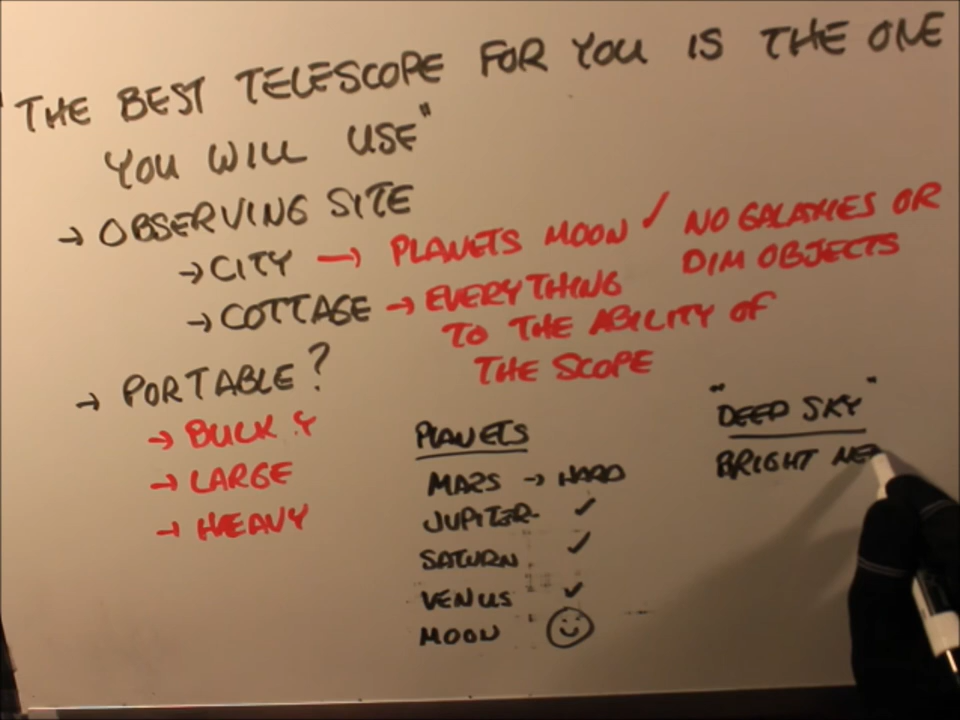 "THE BEST TELESCOPE FOR YOU IS THE ONE
YOU WILL USE"
→ OBSERVING SITE
→ CITY → PLANETS MOON ✓ NO GALAXIES OR
DIM OBJECTS
→ COTTAGE → EVERYTHING
TO THE ABILITY OF
THE SCOPE
→ PORTABLE?
→ BULKY
→ LARGE
→ HEAVY
PLANETS
MARS → HARD
JUPITER ✓
SATURN ✓
VENUS ✓
MOON ☺
"DEEP SKY"
BRIGHT NE